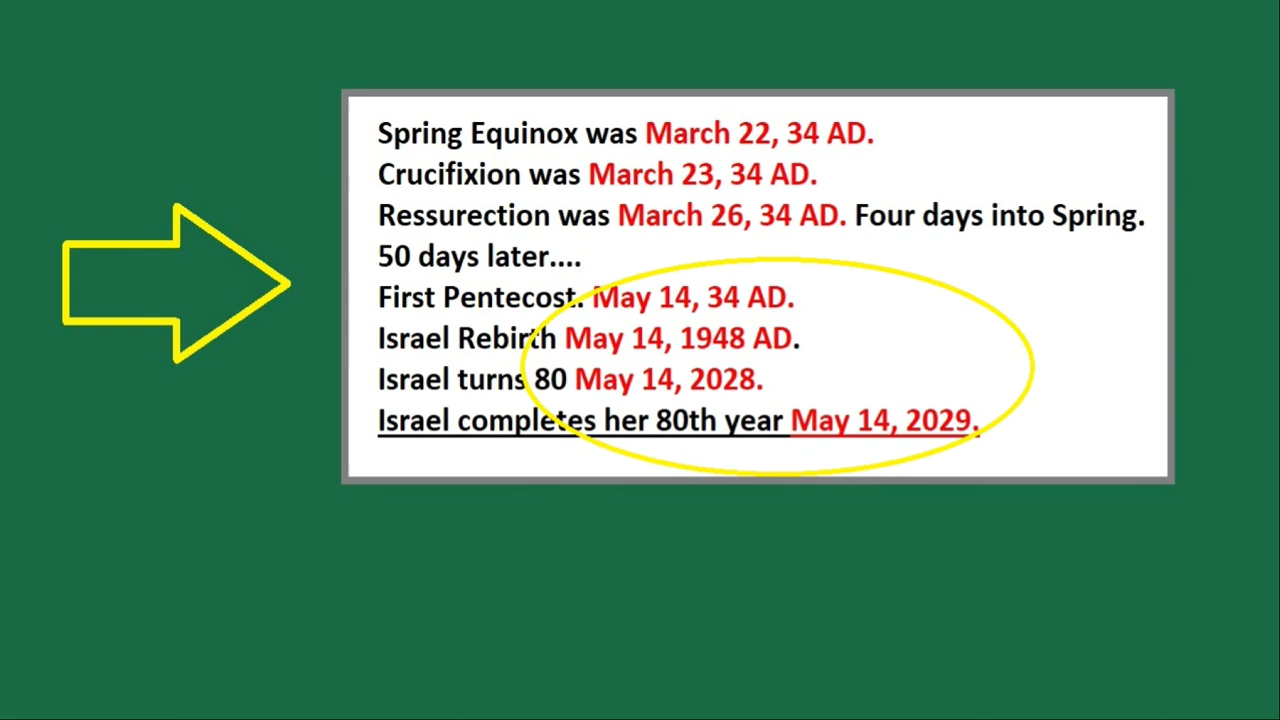 Spring Equinox was March 22, 34 AD.
Crucifixion was March 23, 34 AD.
Ressurection was March 26, 34 AD. Four days into Spring.
50 days later....
First Pentecost. May 14, 34 AD.
Israel Rebirth May 14, 1948 AD.
Israel turns 80 May 14, 2028.
Israel completes her 80th year May 14, 2029.